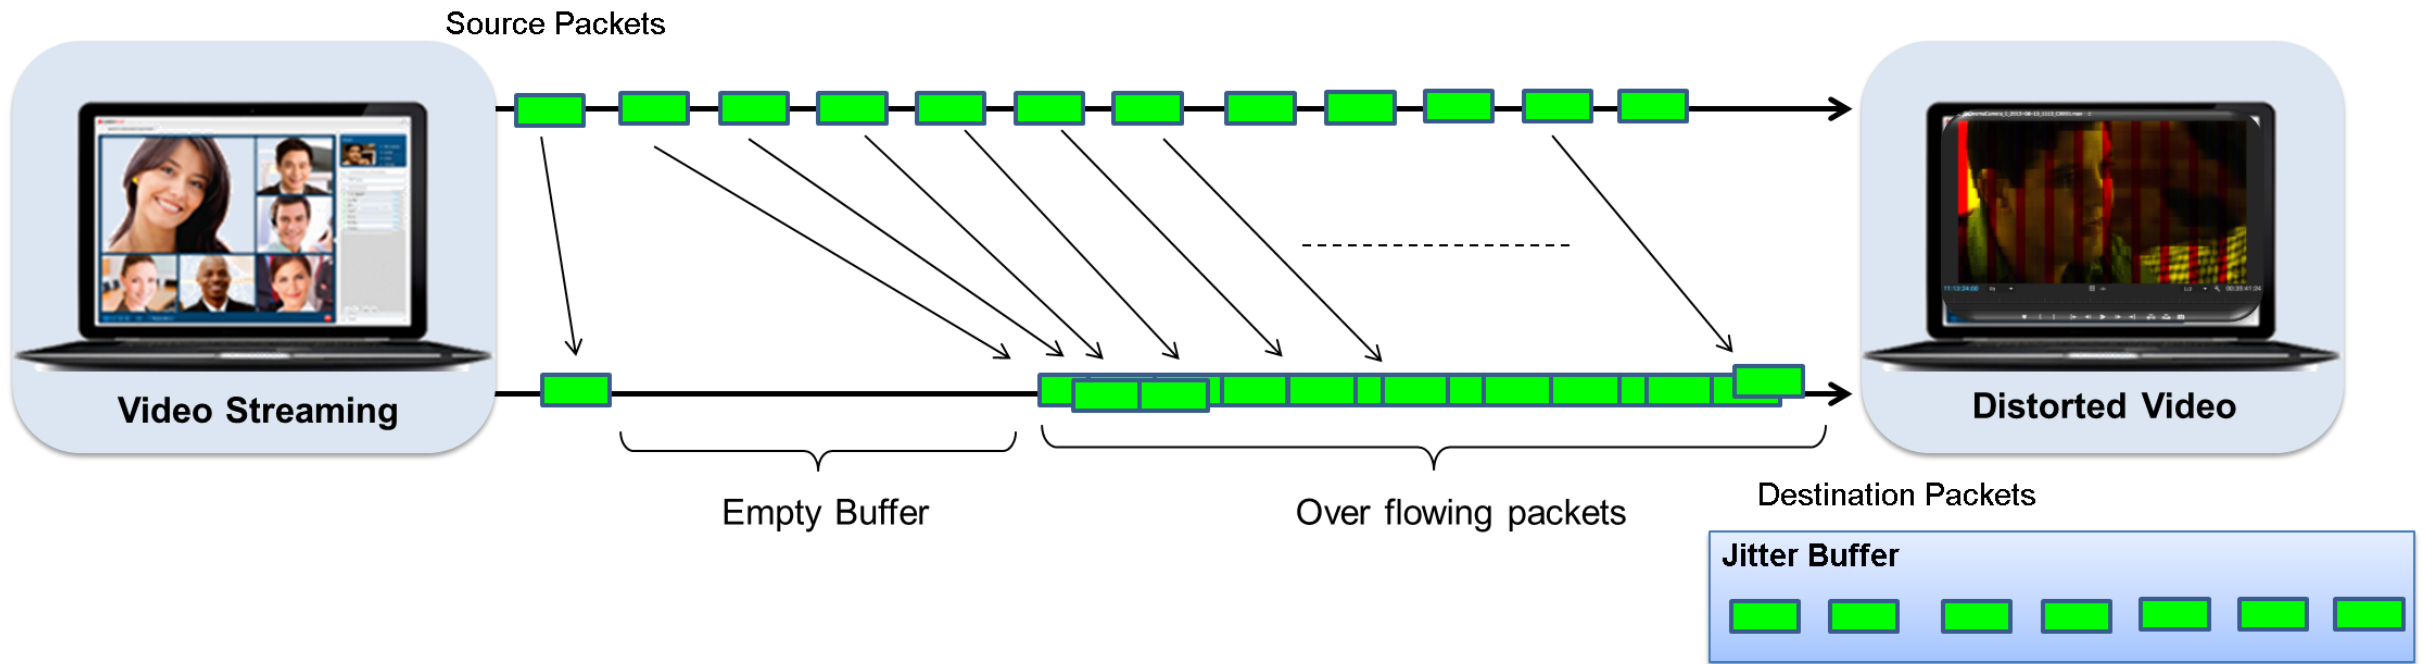 Source Packets
Video Streaming
Distorted Video
Empty Buffer
Over flowing packets
Destination Packets
Jitter Buffer